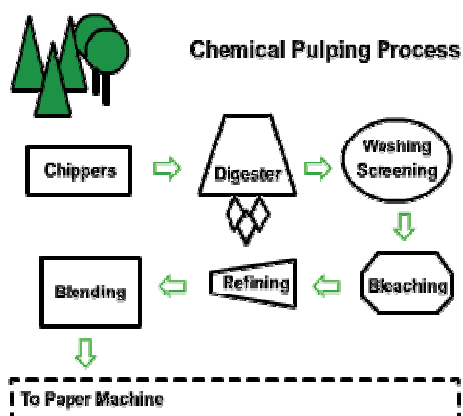 Chemical Pulping Process
Chippers
Digester
Washing
Screening
Bleaching
Refining
Blending
To Paper Machine